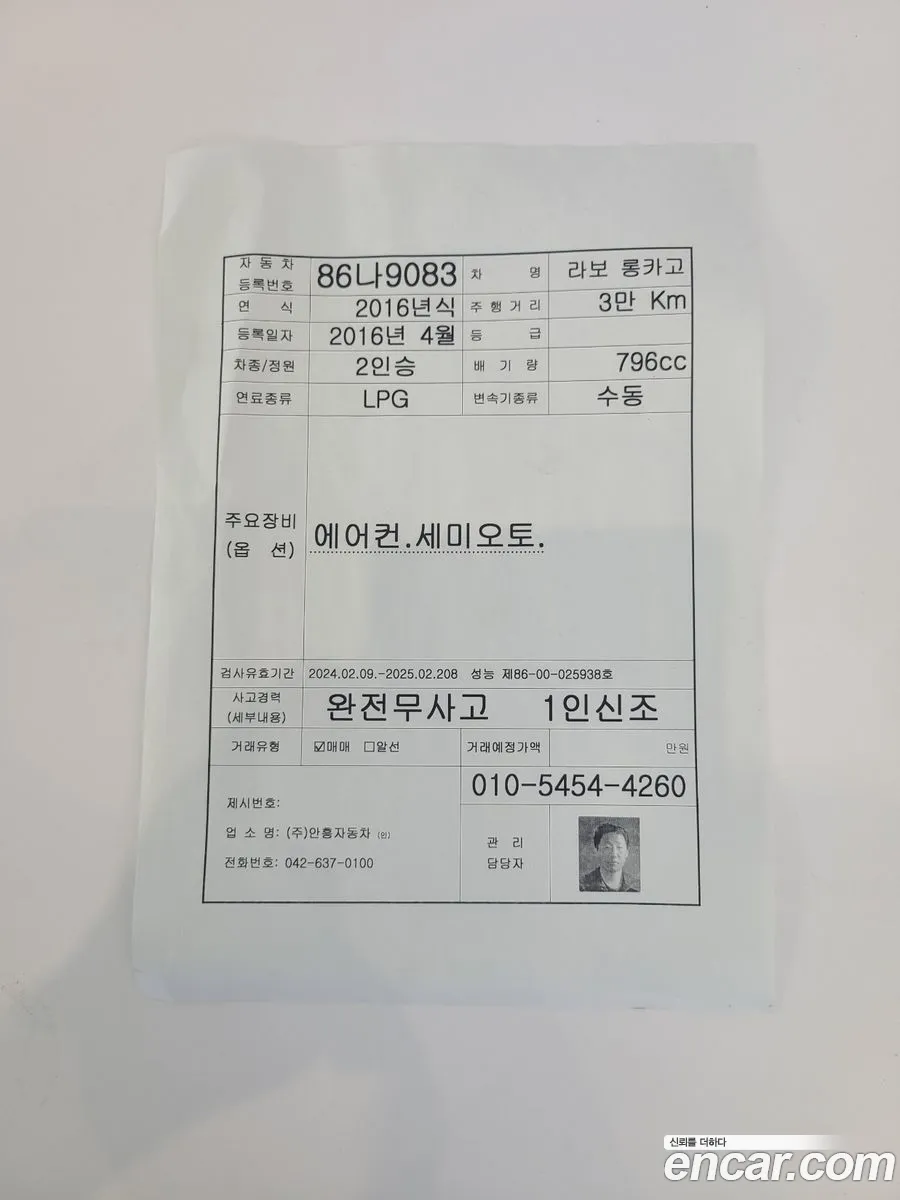 자 동 차
등록번호
86나9083
차 명
라보 롱카고
연 식
2016년식
주 행 거 리
3만 Km
등록일자
2016년 4월
등 급
차종/정원
2인승
배 기 량
796cc
연료종류
LPG
변속기종류
수동
주요장비
(옵 션)
에어컨.세미오토.
검사유효기간
2024.02.09.-2025.02.208 성능 제86-00-025938호
사고경력
(세부내용)
완전무사고 1인신조
거래유형
☑매매 □알선
거래예정가액
만원
제시번호:
업 소 명: (주)안흥자동차 (인)
전화번호: 042-637-0100
010-5454-4260
관 리
담당자
신뢰를 더하다
encar.com